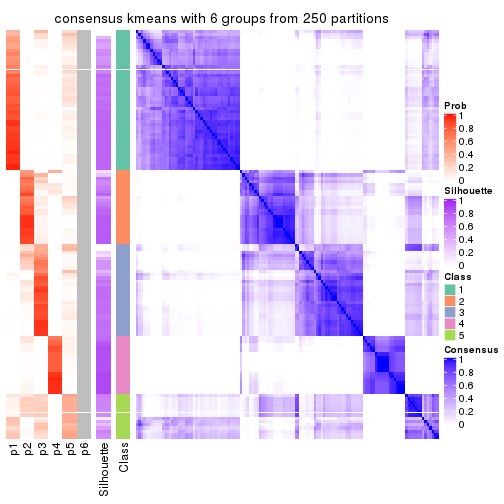 consensus kmeans with 6 groups from 250 partitions
Prob
1
0.8
0.6
0.4
0.2
0
Silhouette
1
0.8
0.6
0.4
0.2
0
Class
1
2
3
4
5
Consensus
1
0.8
0.6
0.4
0.2
0
p1
p2
p3
p4
p5
p6
Silhouette
Class